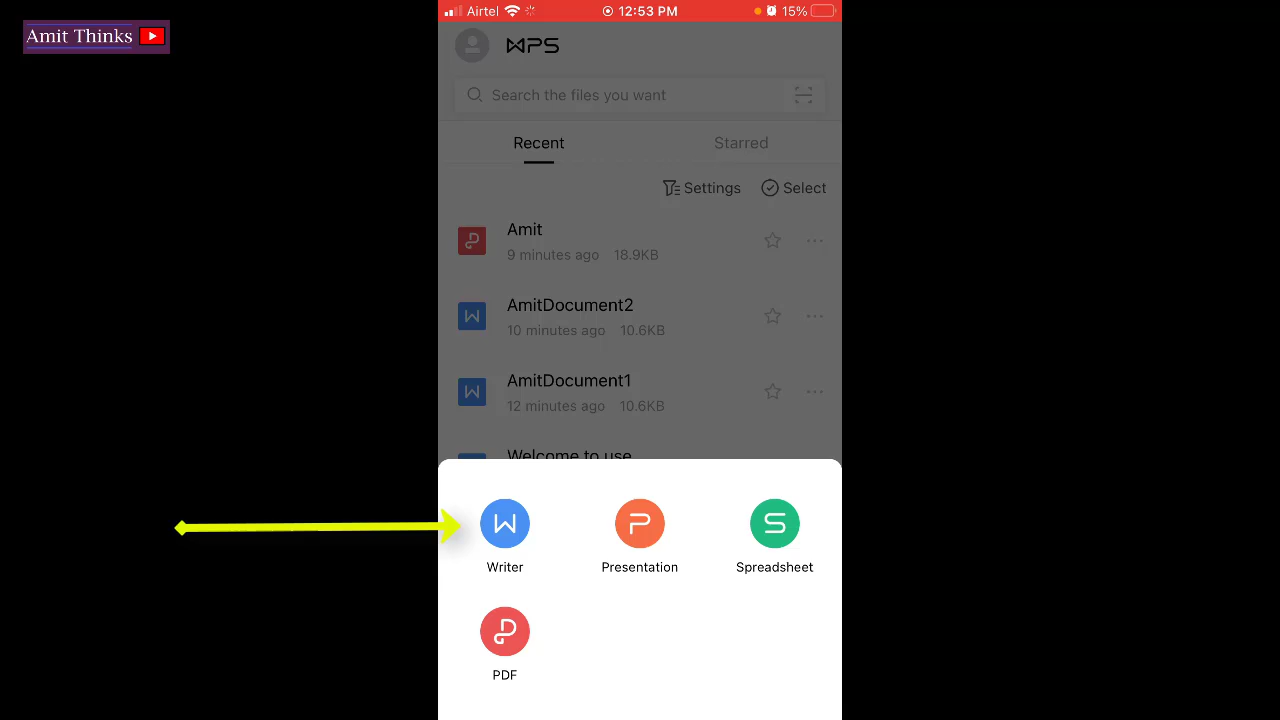 Amit Thinks
Airtel 12:53 PM 15%
WPS
Search the files you want
Recent Starred
Settings Select
Amit
9 minutes ago 18.9KB
AmitDocument2
10 minutes ago 10.6KB
AmitDocument1
12 minutes ago 10.6KB
Welcome to use
Writer Presentation Spreadsheet
PDF